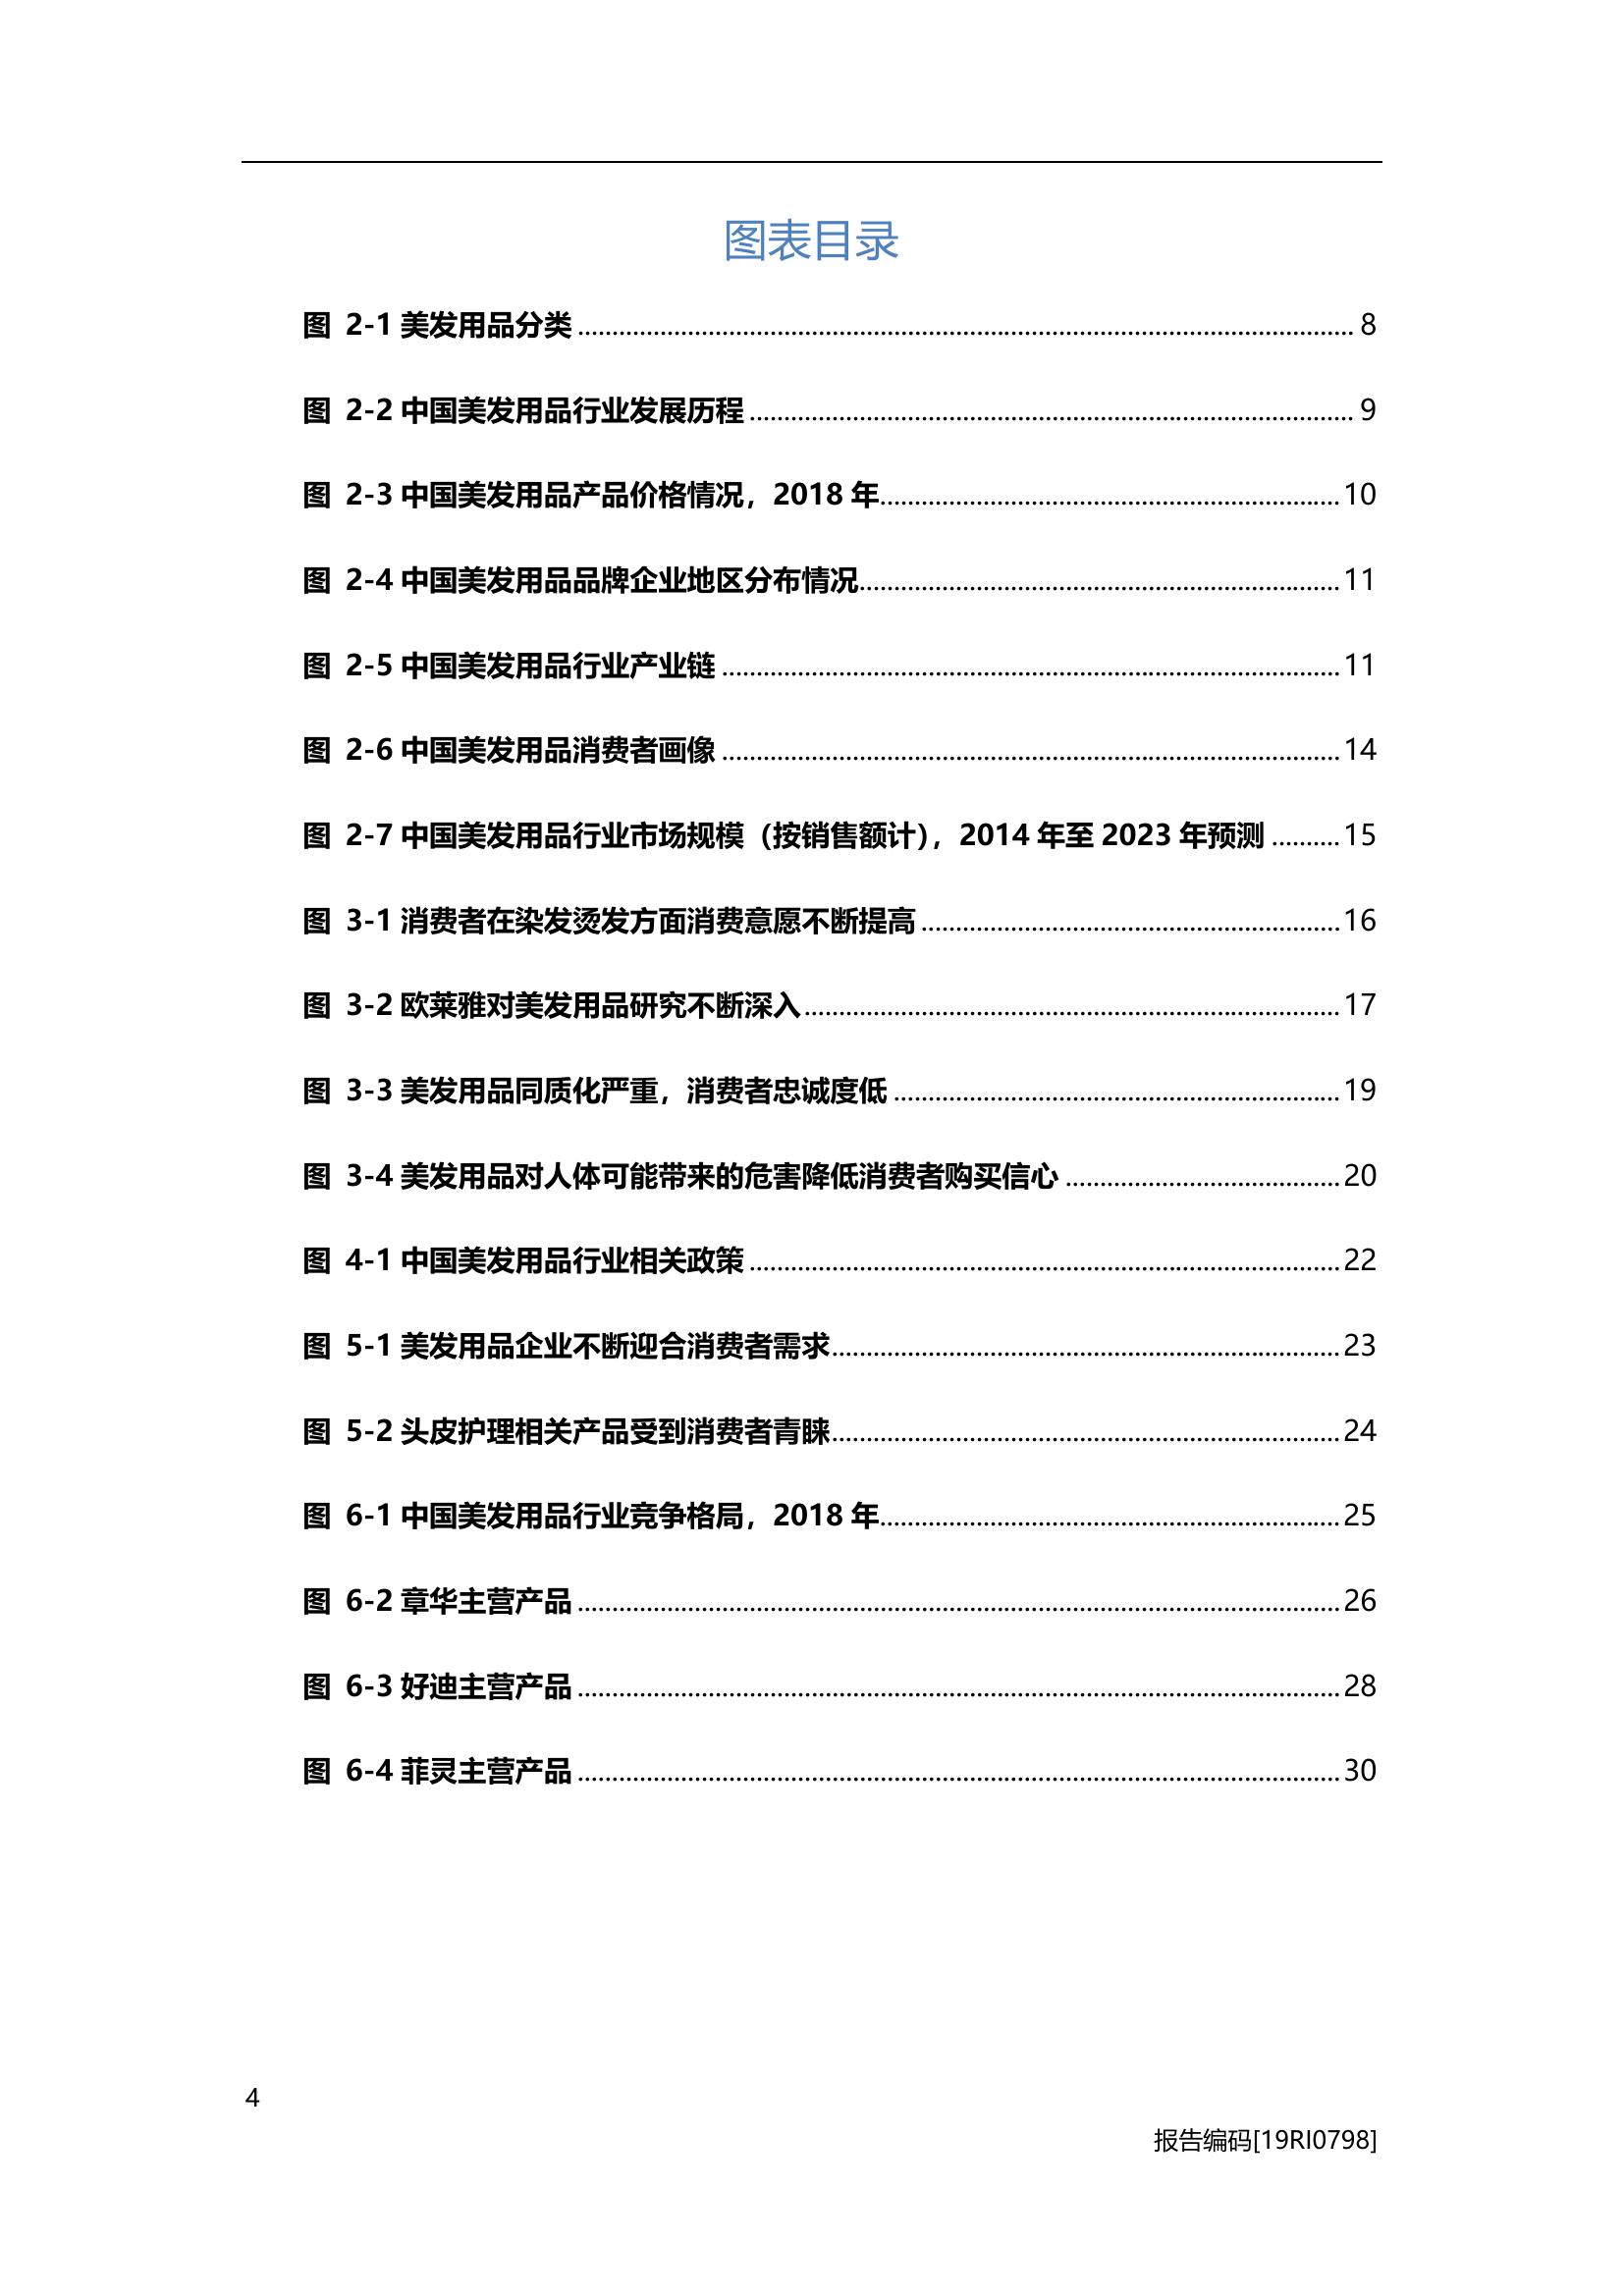 图表目录
图 2-1 美发用品分类 ........ 8
图 2-2 中国美发用品行业发展历程 ........ 9
图 2-3 中国美发用品产品价格情况，2018 年........ 10
图 2-4 中国美发用品品牌企业地区分布情况........ 11
图 2-5 中国美发用品行业产业链 ........ 11
图 2-6 中国美发用品消费者画像 ........ 14
图 2-7 中国美发用品行业市场规模（按销售额计），2014 年至 2023 年预测 ........ 15
图 3-1 消费者在染发烫发方面消费意愿不断提高 ........ 16
图 3-2 欧莱雅对美发用品研究不断深入........ 17
图 3-3 美发用品同质化严重，消费者忠诚度低 ........ 19
图 3-4 美发用品对人体可能带来的危害降低消费者购买信心 ........ 20
图 4-1 中国美发用品行业相关政策 ........ 22
图 5-1 美发用品企业不断迎合消费者需求........ 23
图 5-2 头皮护理相关产品受到消费者青睐........ 24
图 6-1 中国美发用品行业竞争格局，2018 年........ 25
图 6-2 章华主营产品 ........ 26
图 6-3 好迪主营产品 ........ 28
图 6-4 菲灵主营产品 ........ 30
4
报告编码[19RI0798]